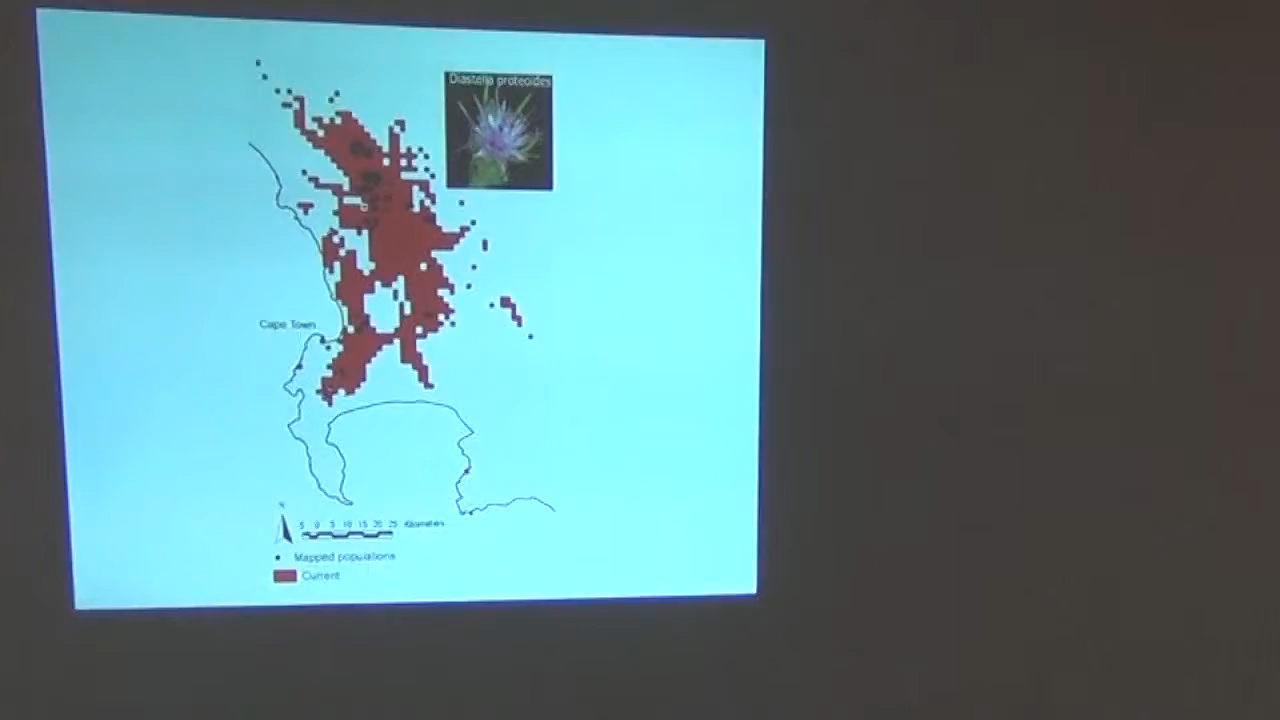 Diastella proteoides
Cape Town
N
5 0 5 10 15 20 25 Kilometers
Mapped populations
Current